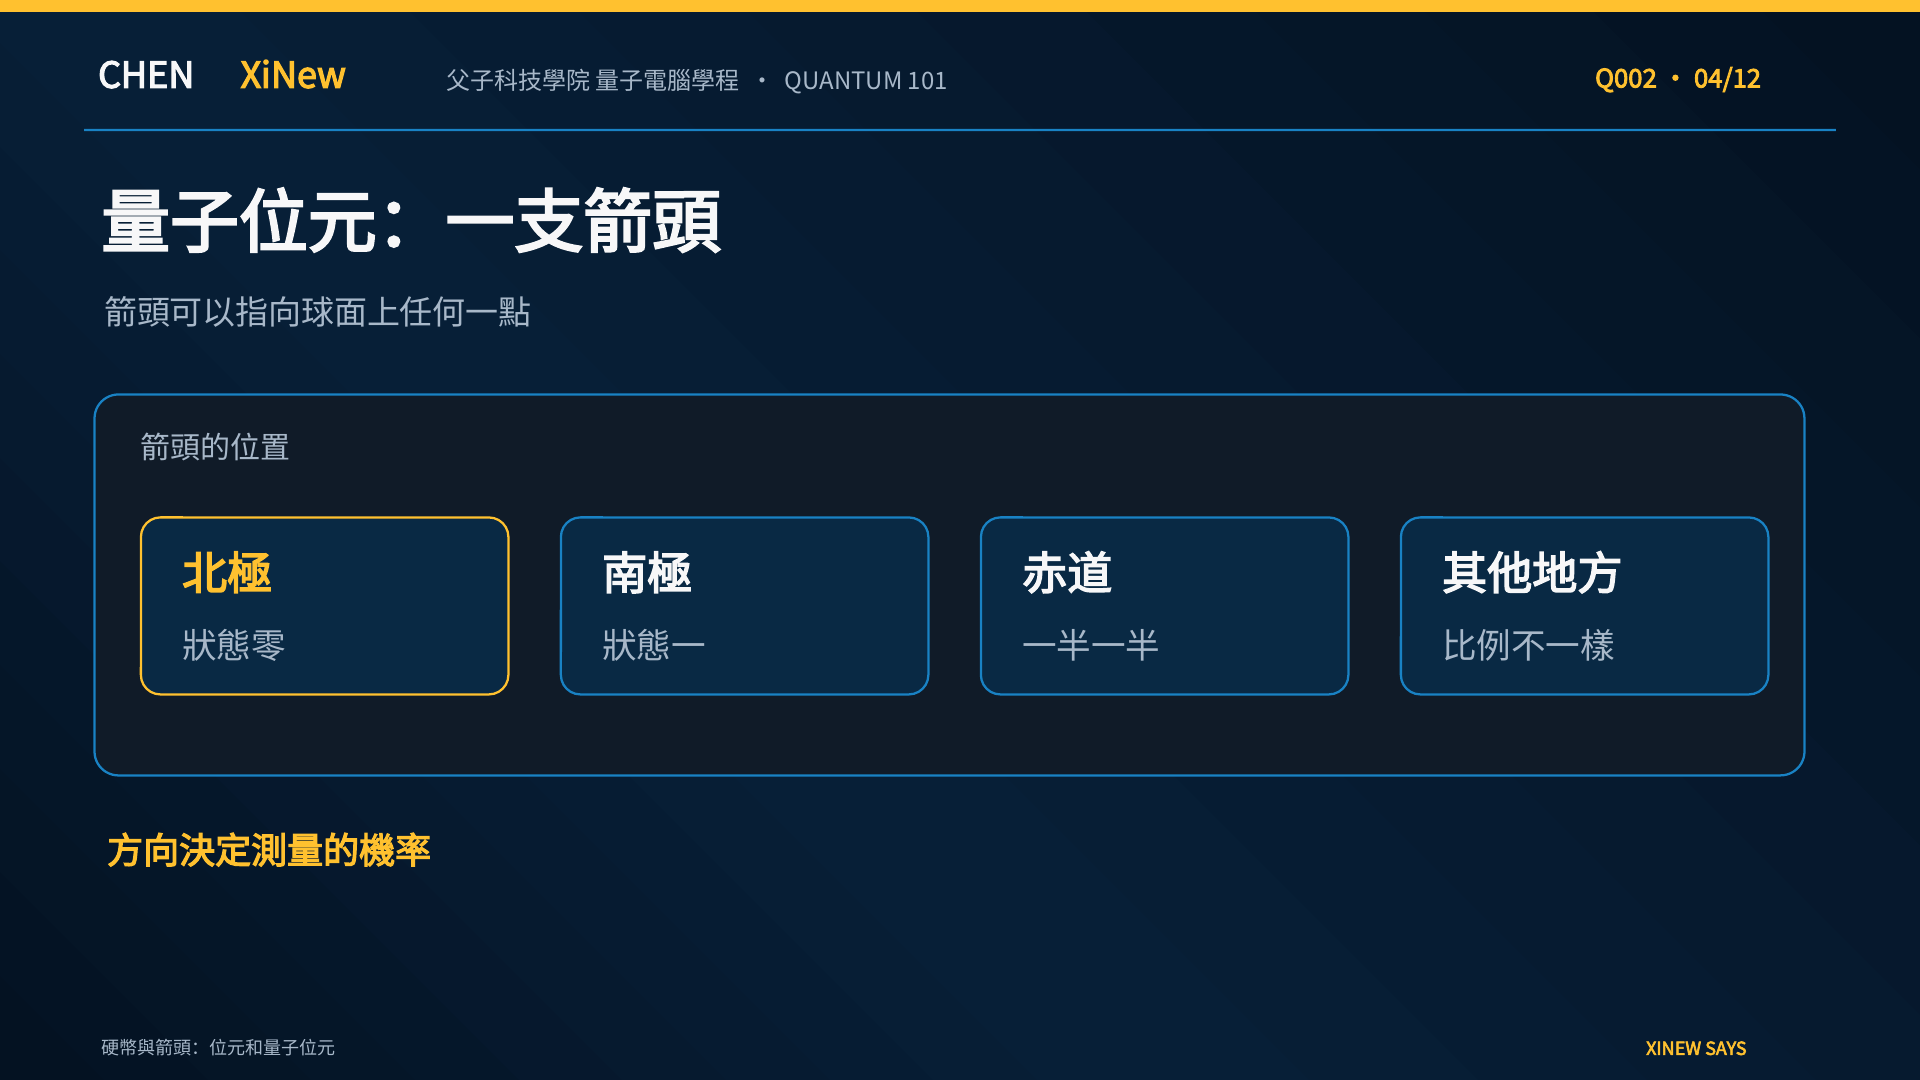 CHEN XiNew 父子科技學院 量子電腦學程 · QUANTUM 101 Q002 · 04/12
量子位元：一支箭頭
箭頭可以指向球面上任何一點
箭頭的位置
北極 南極 赤道 其他地方
狀態零 狀態一 一半一半 比例不一樣
方向決定測量的機率
硬幣與箭頭：位元和量子位元 XINEW SAYS